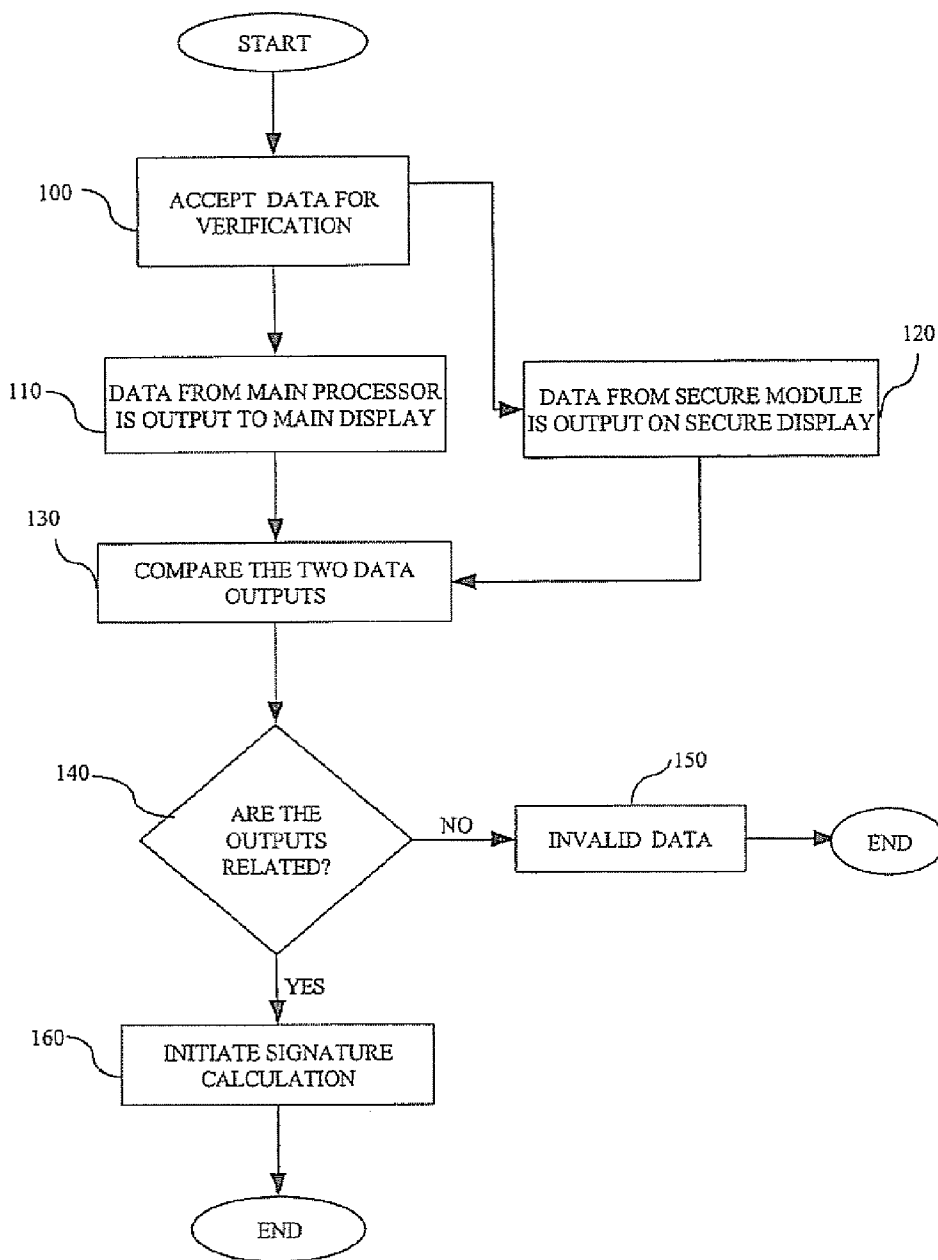 START
100
ACCEPT DATA FOR
VERIFICATION
110
DATA FROM MAIN PROCESSOR
IS OUTPUT TO MAIN DISPLAY
120
DATA FROM SECURE MODULE
IS OUTPUT ON SECURE DISPLAY
130
COMPARE THE TWO DATA
OUTPUTS
140
ARE THE
OUTPUTS
RELATED?
NO
150
INVALID DATA
END
YES
160
INITIATE SIGNATURE
CALCULATION
END